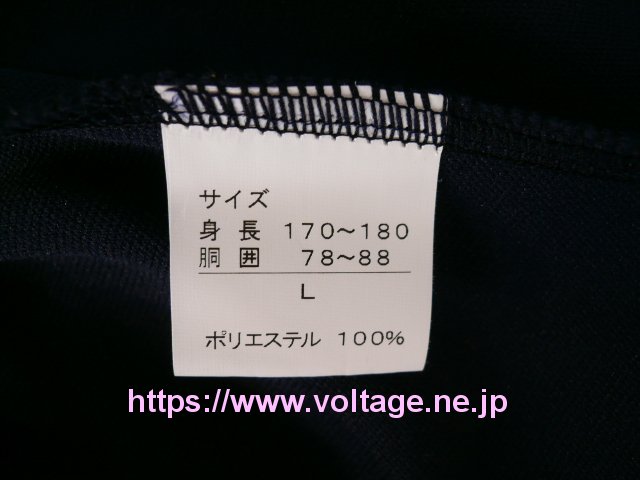 サイズ
身長 170～180
胴囲 78～88
L
ポリエステル 100%
https://www.voltage.ne.jp